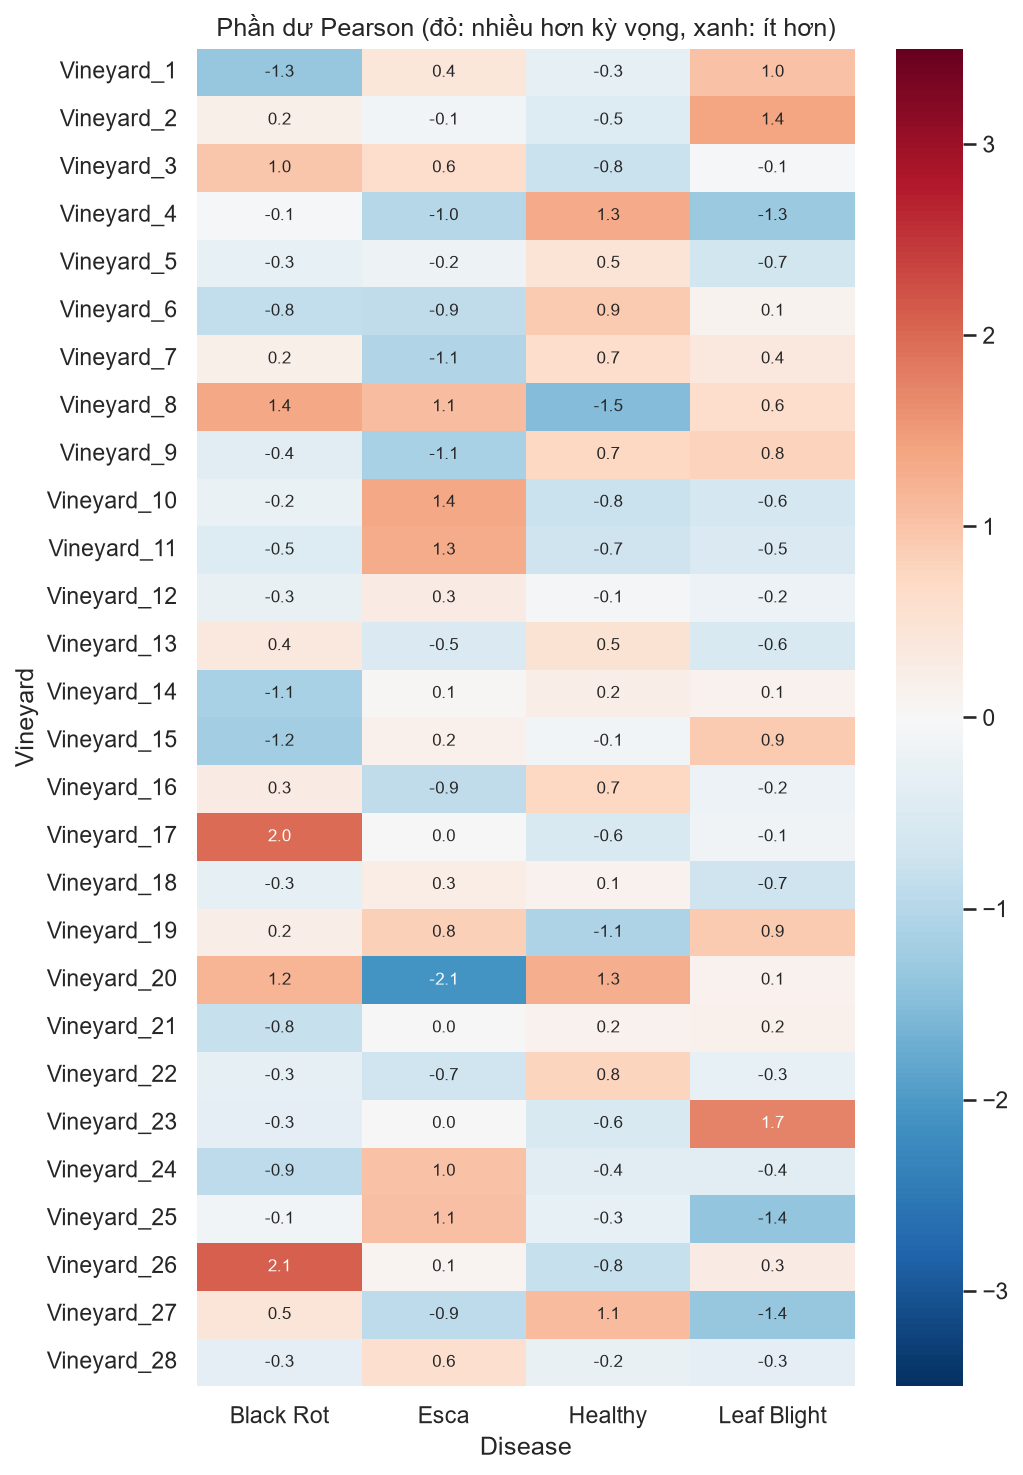 Phần dư Pearson (đỏ: nhiều hơn kỳ vọng, xanh: ít hơn)
Vineyard_1 -1.3 0.4 -0.3 1.0
Vineyard_2 0.2 -0.1 -0.5 1.4
Vineyard_3 1.0 0.6 -0.8 -0.1
Vineyard_4 -0.1 -1.0 1.3 -1.3
Vineyard_5 -0.3 -0.2 0.5 -0.7
Vineyard_6 -0.8 -0.9 0.9 0.1
Vineyard_7 0.2 -1.1 0.7 0.4
Vineyard_8 1.4 1.1 -1.5 0.6
Vineyard_9 -0.4 -1.1 0.7 0.8
Vineyard_10 -0.2 1.4 -0.8 -0.6
Vineyard_11 -0.5 1.3 -0.7 -0.5
Vineyard_12 -0.3 0.3 -0.1 -0.2
Vineyard_13 0.4 -0.5 0.5 -0.6
Vineyard_14 -1.1 0.1 0.2 0.1
Vineyard_15 -1.2 0.2 -0.1 0.9
Vineyard_16 0.3 -0.9 0.7 -0.2
Vineyard_17 2.0 0.0 -0.6 -0.1
Vineyard_18 -0.3 0.3 0.1 -0.7
Vineyard_19 0.2 0.8 -1.1 0.9
Vineyard_20 1.2 -2.1 1.3 0.1
Vineyard_21 -0.8 0.0 0.2 0.2
Vineyard_22 -0.3 -0.7 0.8 -0.3
Vineyard_23 -0.3 0.0 -0.6 1.7
Vineyard_24 -0.9 1.0 -0.4 -0.4
Vineyard_25 -0.1 1.1 -0.3 -1.4
Vineyard_26 2.1 0.1 -0.8 0.3
Vineyard_27 0.5 -0.9 1.1 -1.4
Vineyard_28 -0.3 0.6 -0.2 -0.3
Black Rot Esca Healthy Leaf Blight
Disease
Vineyard
3
2
1
0
−1
−2
−3